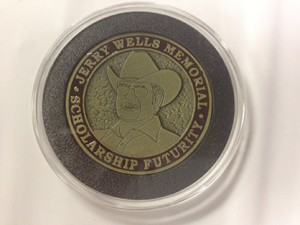 JERRY WELLS MEMORIAL
• SCHOLARSHIP FUTURITY •